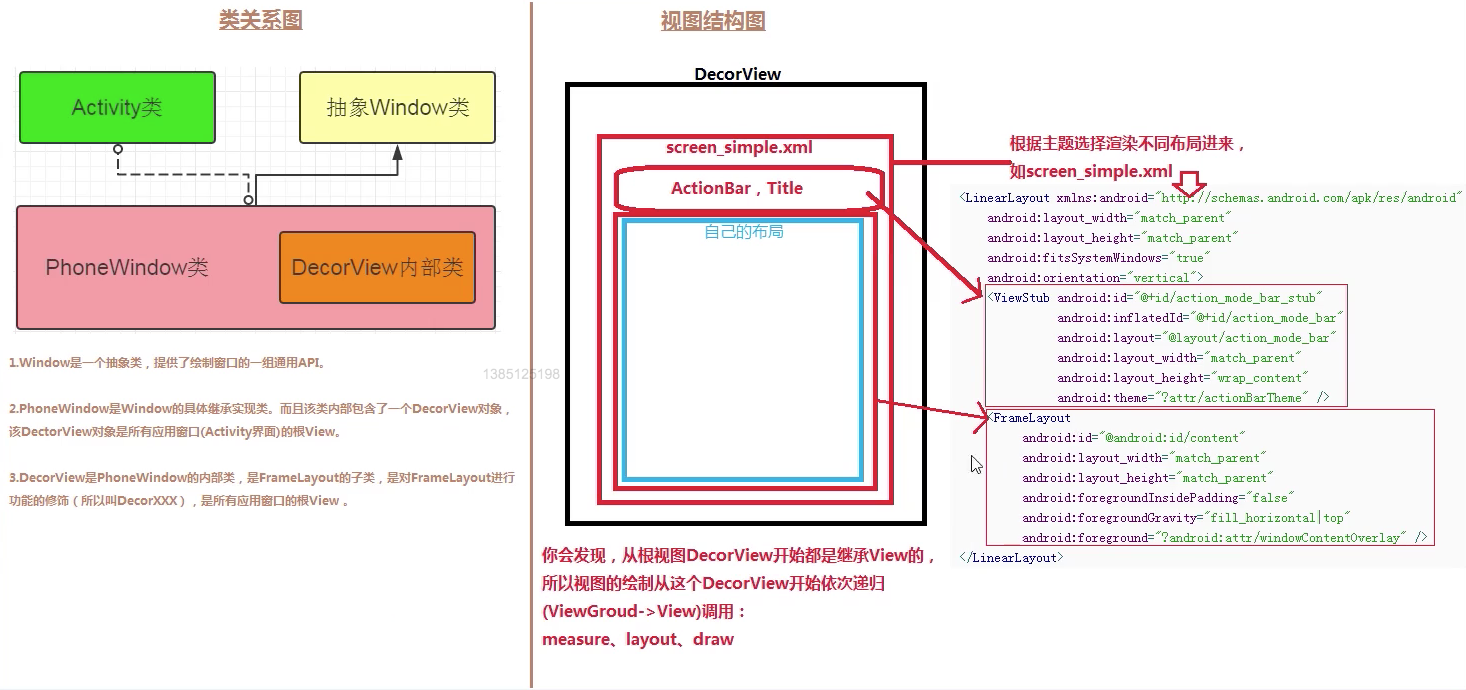 类关系图
Activity类
抽象Window类
PhoneWindow类
DecorView内部类
1.Window是一个抽象类，提供了绘制窗口的一组通用API。
2.PhoneWindow是Window的具体继承实现类。而且该类内部包含了一个DecorView对象，
该DectorView对象是所有应用窗口(Activity界面)的根View。
3.DecorView是PhoneWindow的内部类，是FrameLayout的子类，是对FrameLayout进行
功能的修饰（所以叫DecorXXX），是所有应用窗口的根View 。
1385125198
视图结构图
DecorView
screen_simple.xml
ActionBar，Title
自己的布局
你会发现，从根视图DecorView开始都是继承View的，
所以视图的绘制从这个DecorView开始依次递归
(ViewGroud->View)调用：
measure、layout、draw
根据主题选择渲染不同布局进来，
如screen_simple.xml
<LinearLayout xmlns:android="http://schemas.android.com/apk/res/android"
android:layout_width="match_parent"
android:layout_height="match_parent"
android:fitsSystemWindows="true"
android:orientation="vertical">
<ViewStub android:id="@+id/action_mode_bar_stub"
android:inflatedId="@+id/action_mode_bar"
android:layout="@layout/action_mode_bar"
android:layout_width="match_parent"
android:layout_height="wrap_content"
android:theme="?attr/actionBarTheme" />
<FrameLayout
android:id="@android:id/content"
android:layout_width="match_parent"
android:layout_height="match_parent"
android:foregroundInsidePadding="false"
android:foregroundGravity="fill_horizontal|top"
android:foreground="?android:attr/windowContentOverlay" />
</LinearLayout>